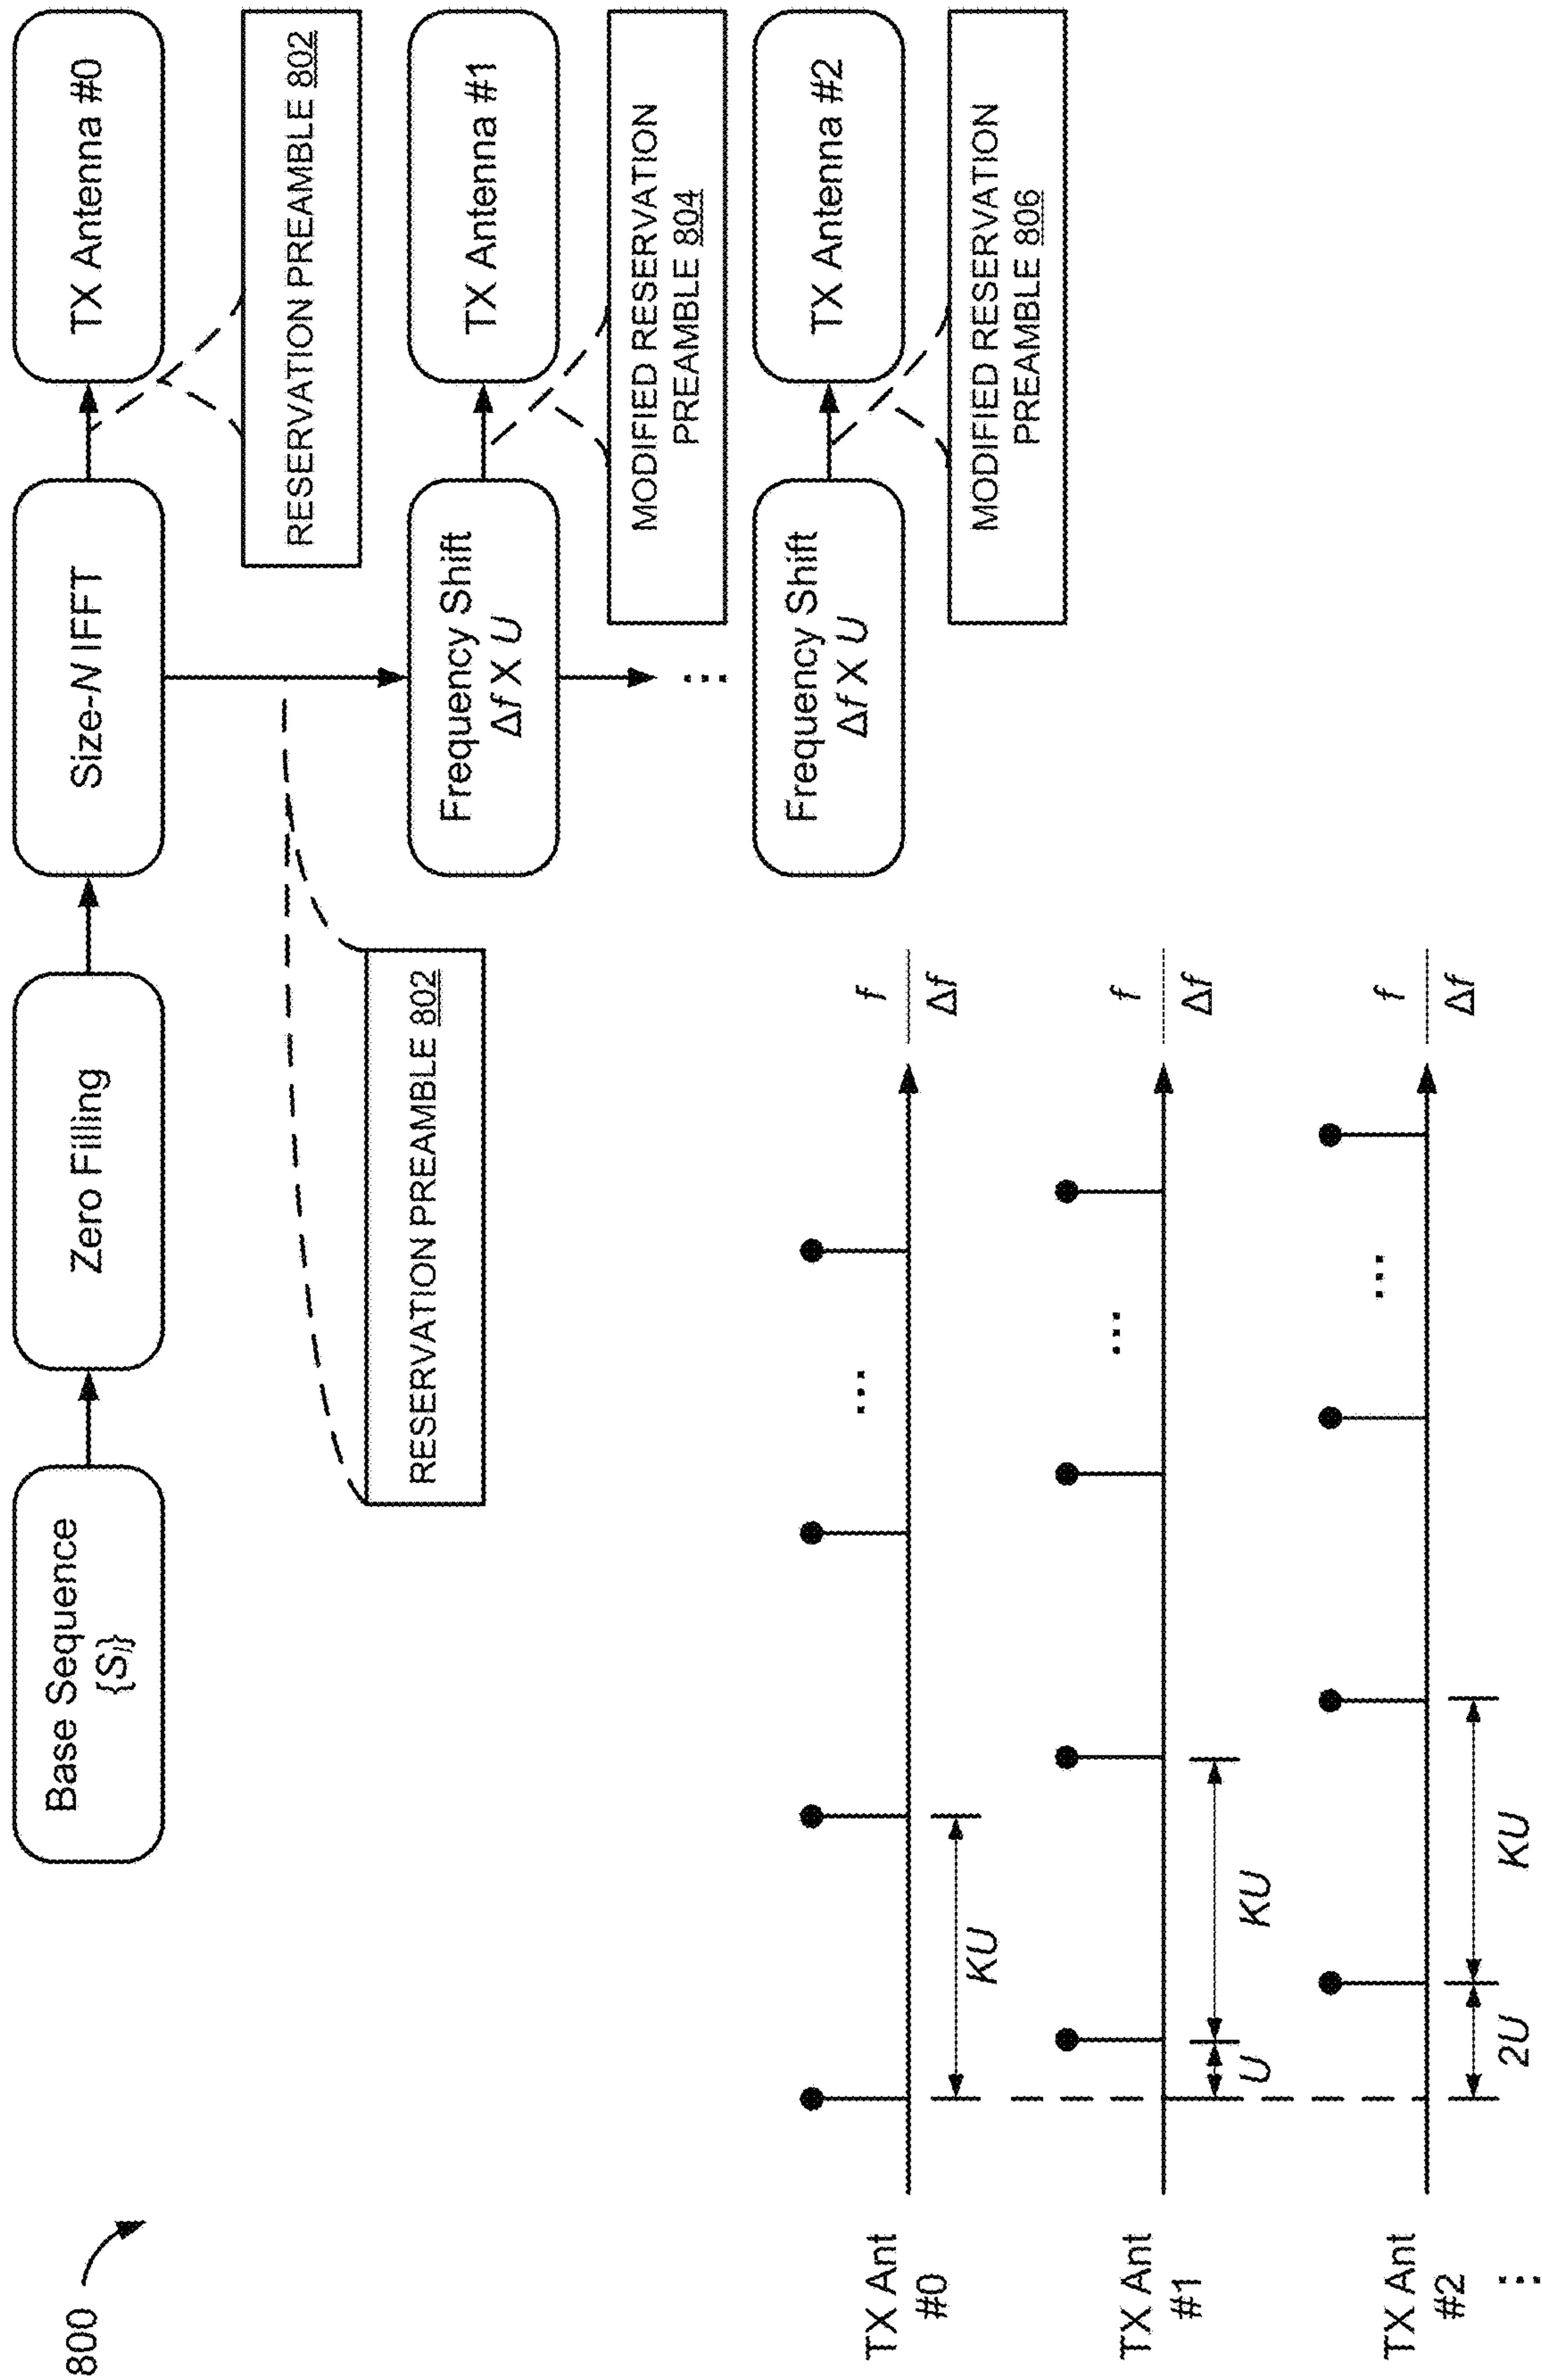 800
Base Sequence
{Si}
Zero Filling
Size-N IFFT
TX Antenna #0
RESERVATION PREAMBLE 802
RESERVATION PREAMBLE 802
Frequency Shift
Δf X U
TX Antenna #1
MODIFIED RESERVATION
PREAMBLE 804
⋮
Frequency Shift
Δf X U
TX Antenna #2
MODIFIED RESERVATION
PREAMBLE 806
TX Ant
#0
KU
...
f
Δf
TX Ant
#1
U
KU
...
f
Δf
TX Ant
#2
2U
KU
...
f
Δf
⋮